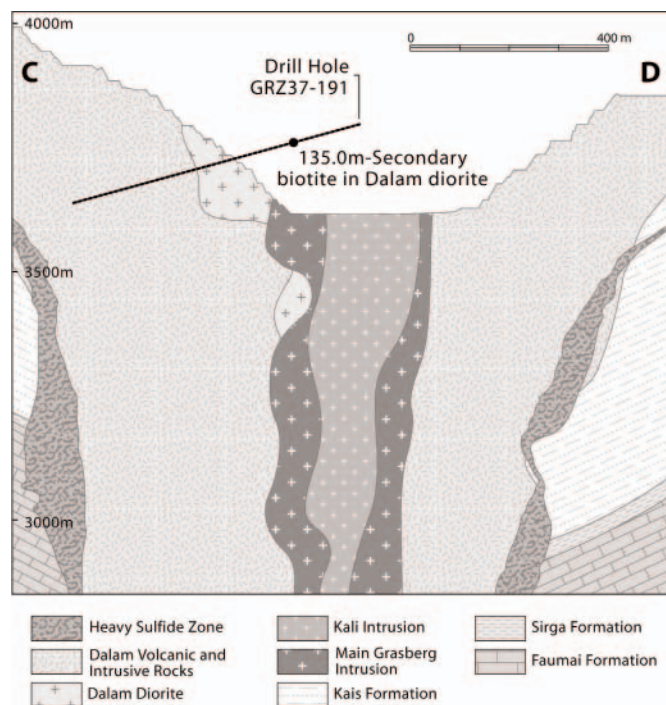 4000m
0 400 m
C
D
Drill Hole
GRZ37-191
135.0m-Secondary
biotite in Dalam diorite
3500m
3000m
Heavy Sulfide Zone
Dalam Volcanic and
Intrusive Rocks
Dalam Diorite
Kali Intrusion
Main Grasberg
Intrusion
Kais Formation
Sirga Formation
Faumai Formation